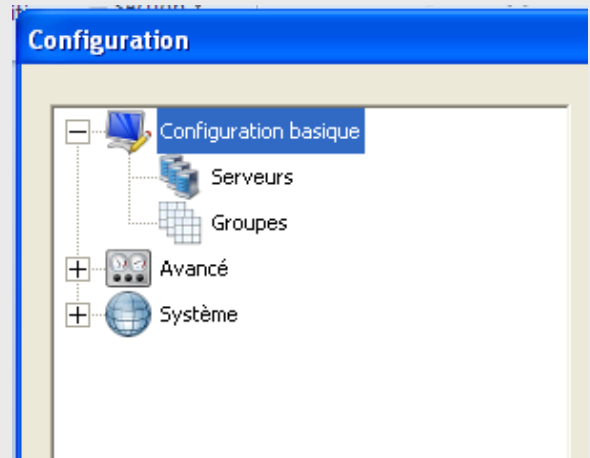 Configuration
Configuration basique
Serveurs
Groupes
Avancé
Système